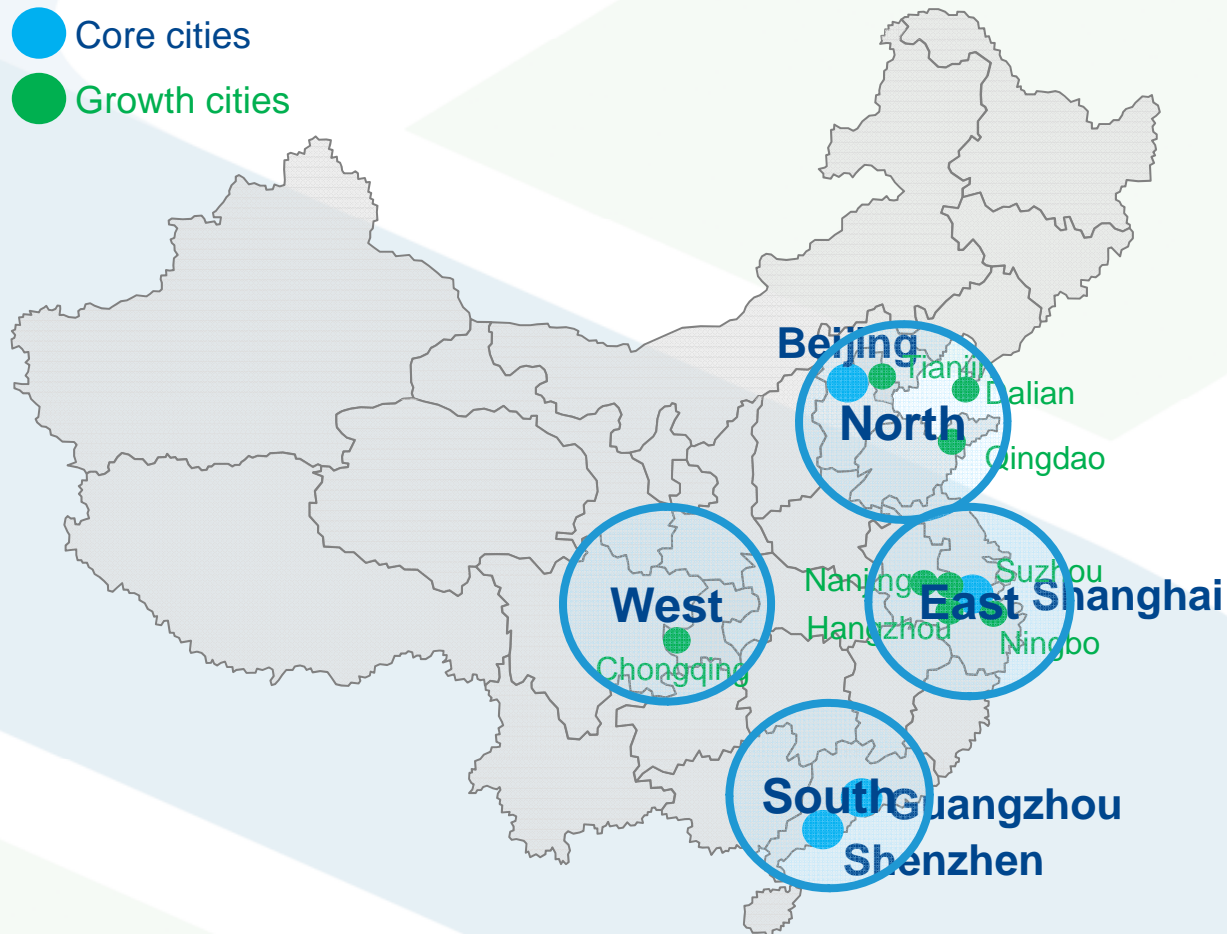 Core cities
Growth cities
Beijing
Tianjin
Dalian
North
Qingdao
Nanjing
Suzhou
East
Shanghai
Hangzhou
Ningbo
West
Chongqing
South
Guangzhou
Shenzhen